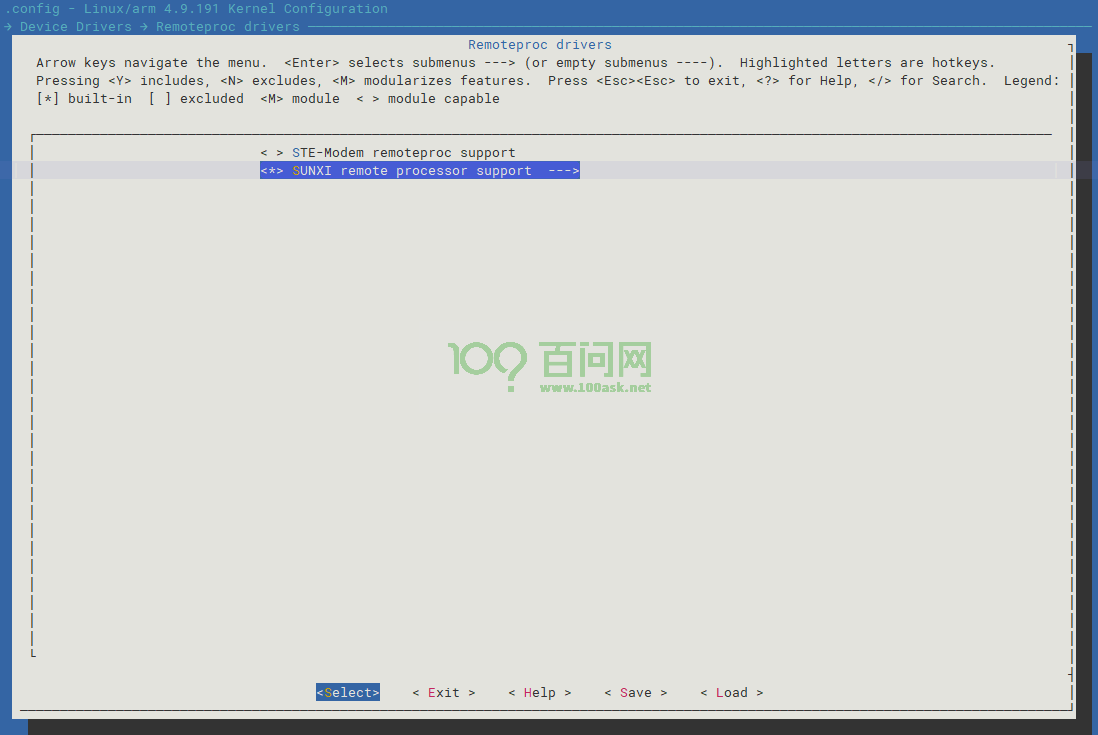 .config - Linux/arm 4.9.191 Kernel Configuration
→ Device Drivers → Remoteproc drivers
Remoteproc drivers
Arrow keys navigate the menu.  <Enter> selects submenus ---> (or empty submenus ----).  Highlighted letters are hotkeys.
Pressing <Y> includes, <N> excludes, <M> modularizes features.  Press <Esc><Esc> to exit, <?> for Help, </> for Search.  Legend:
[*] built-in  [ ] excluded  <M> module  < > module capable
< > STE-Modem remoteproc support
<*> SUNXI remote processor support  --->
100? 百问网
www.100ask.net
<Select>    < Exit >    < Help >    < Save >    < Load >